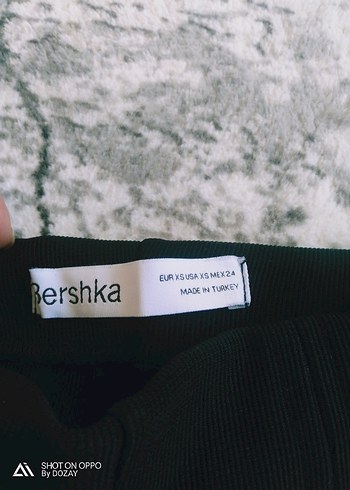 Bershka
EUR XS USA XS MEX 24
MADE IN TURKEY
SHOT ON OPPO
By DOZAY